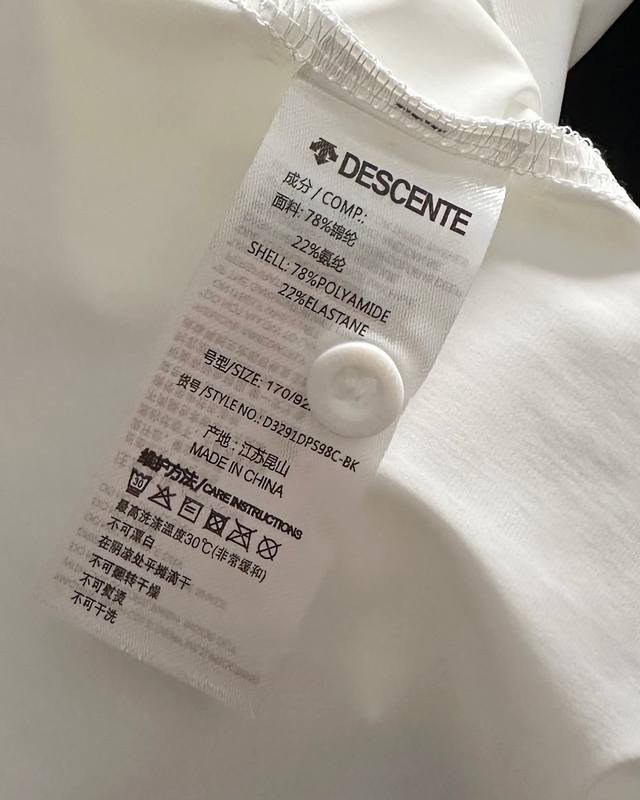 DESCENTE
成分 / COMP.:
面料: 78%锦纶
22%氨纶
SHELL: 78%POLYAMIDE
22%ELASTANE
号型/SIZE: 170/92
货号 /STYLE NO.: D3291DPS98C-BK
产地: 江苏昆山
MADE IN CHINA
维护方法/CARE INSTRUCTIONS
30
最高洗涤温度30℃(非常缓和)
不可漂白
在阴凉处平摊滴干
不可翻转干燥
不可熨烫
不可干洗